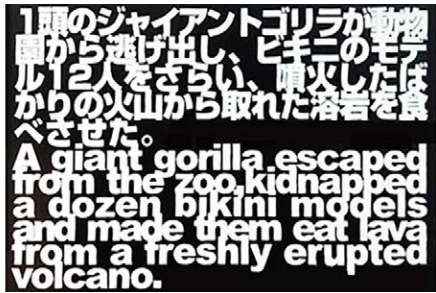 1頭のジャイアントゴリラが動物
園から逃げ出し、ビキニのモデ
ル12人をさらい、噴火したば
かりの火山から取れた溶岩を食
べさせた。
A giant gorilla escaped
from the zoo,kidnapped
a dozen bikini models
and made them eat lava
from a freshly erupted
volcano.